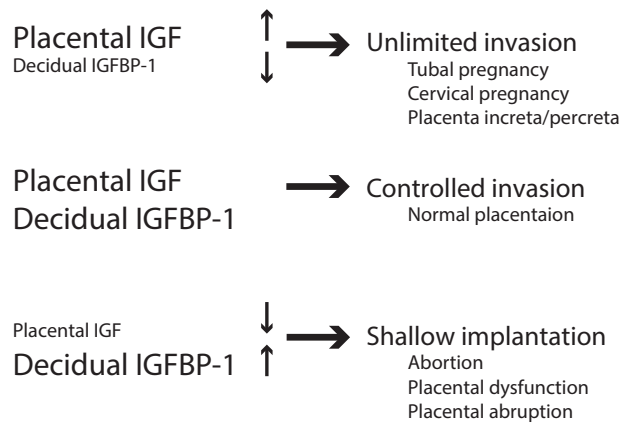 Placental IGF ↑ → Unlimited invasion
Decidual IGFBP-1 ↓ Tubal pregnancy
Cervical pregnancy
Placenta increta/percreta
Placental IGF → Controlled invasion
Decidual IGFBP-1 Normal placentaion
Placental IGF ↓ → Shallow implantation
Decidual IGFBP-1 ↑ Abortion
Placental dysfunction
Placental abruption